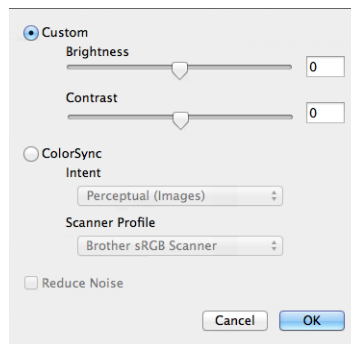 Custom
Brightness
0
Contrast
0
ColorSync
Intent
Perceptual (Images)
Scanner Profile
Brother sRGB Scanner
Reduce Noise
Cancel OK